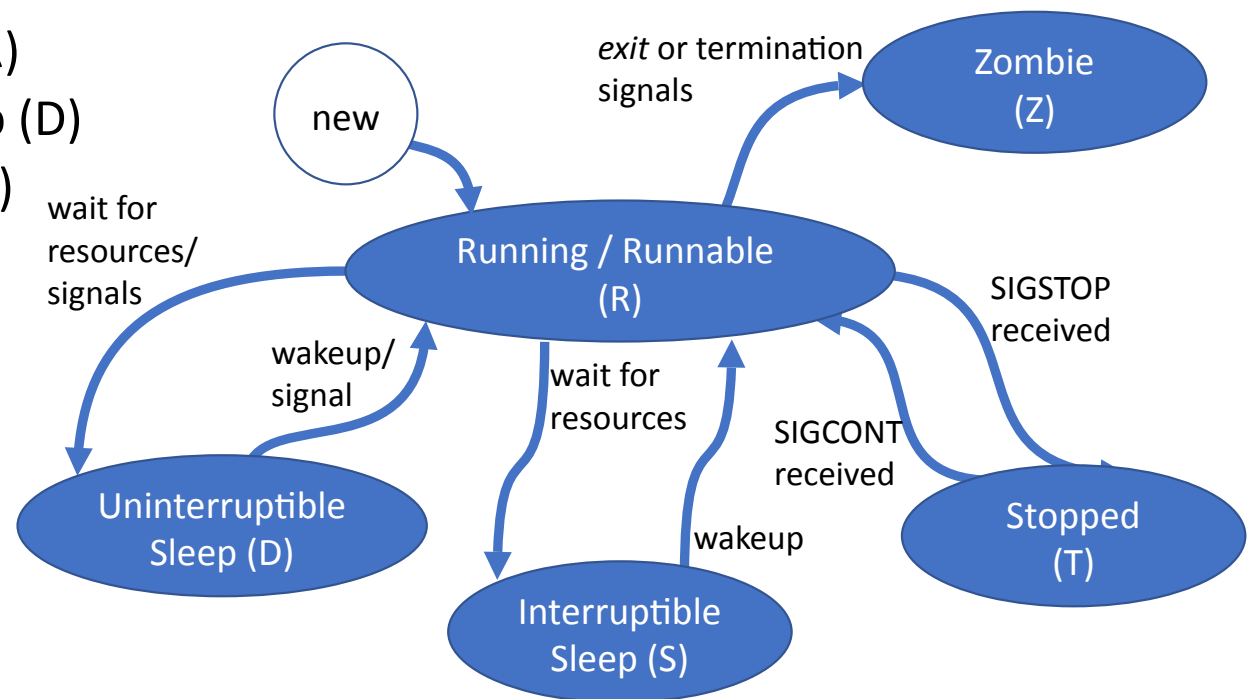 )
(D)
)
new
exit or termination
signals
Zombie
(Z)
wait for
resources/
signals
Running / Runnable
(R)
SIGSTOP
received
wakeup/
signal
wait for
resources
SIGCONT
received
wakeup
Uninterruptible
Sleep (D)
Interruptible
Sleep (S)
Stopped
(T)